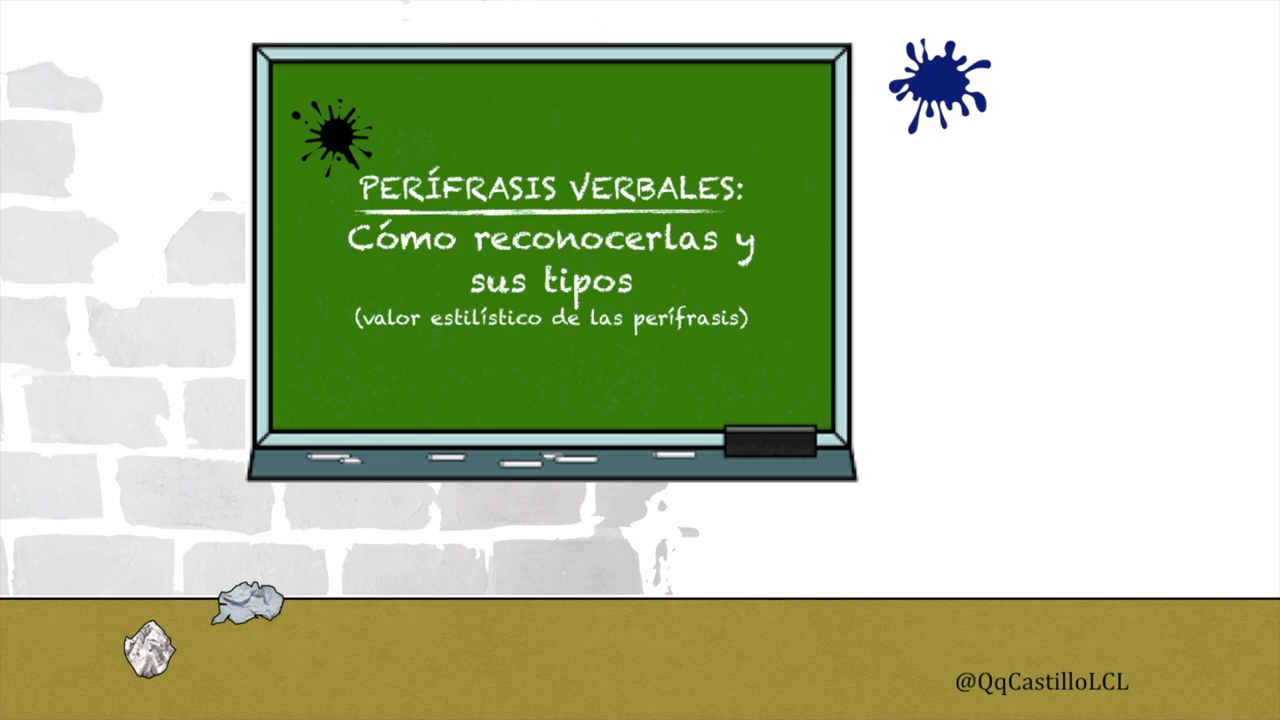 PERÍFRASIS VERBALES:
Cómo reconocerlas y
sus tipos
(valor estilístico de las perífrasis)
@QqCastilloLCL